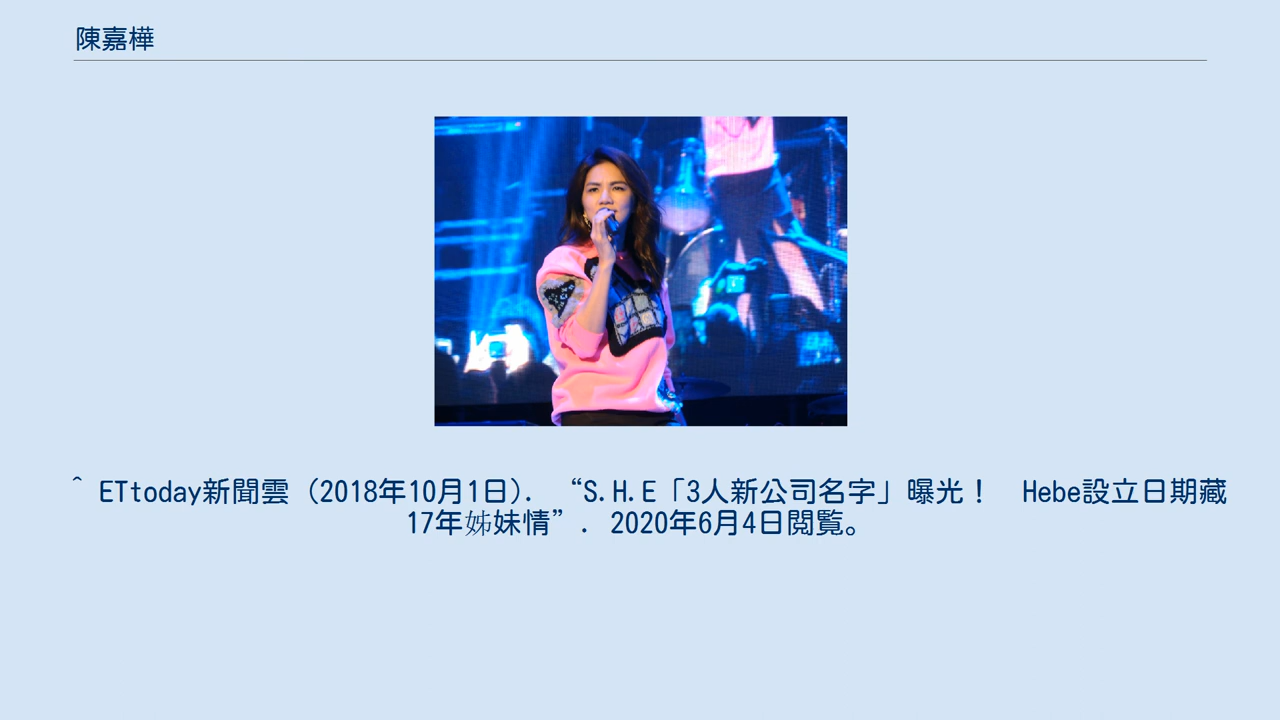 陳嘉樺
^ ETtoday新聞雲 (2018年10月1日). “S.H.E「3人新公司名字」曝光！　Hebe設立日期藏
17年姊妹情”. 2020年6月4日閲覧。